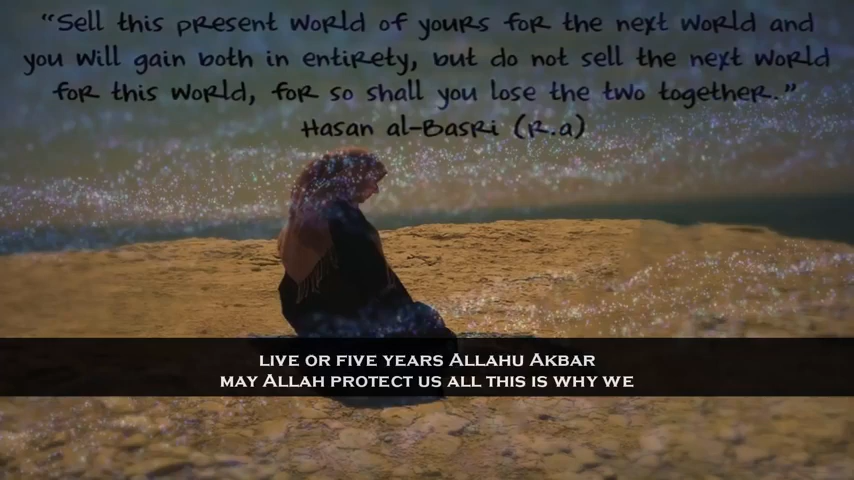 “Sell this present world of yours for the next world and
you will gain both in entirety, but do not sell the next world
for this world, for so shall you lose the two together.”
Hasan al-Basri (r.a)
LIVE OR FIVE YEARS ALLAHU AKBAR
MAY ALLAH PROTECT US ALL THIS IS WHY WE